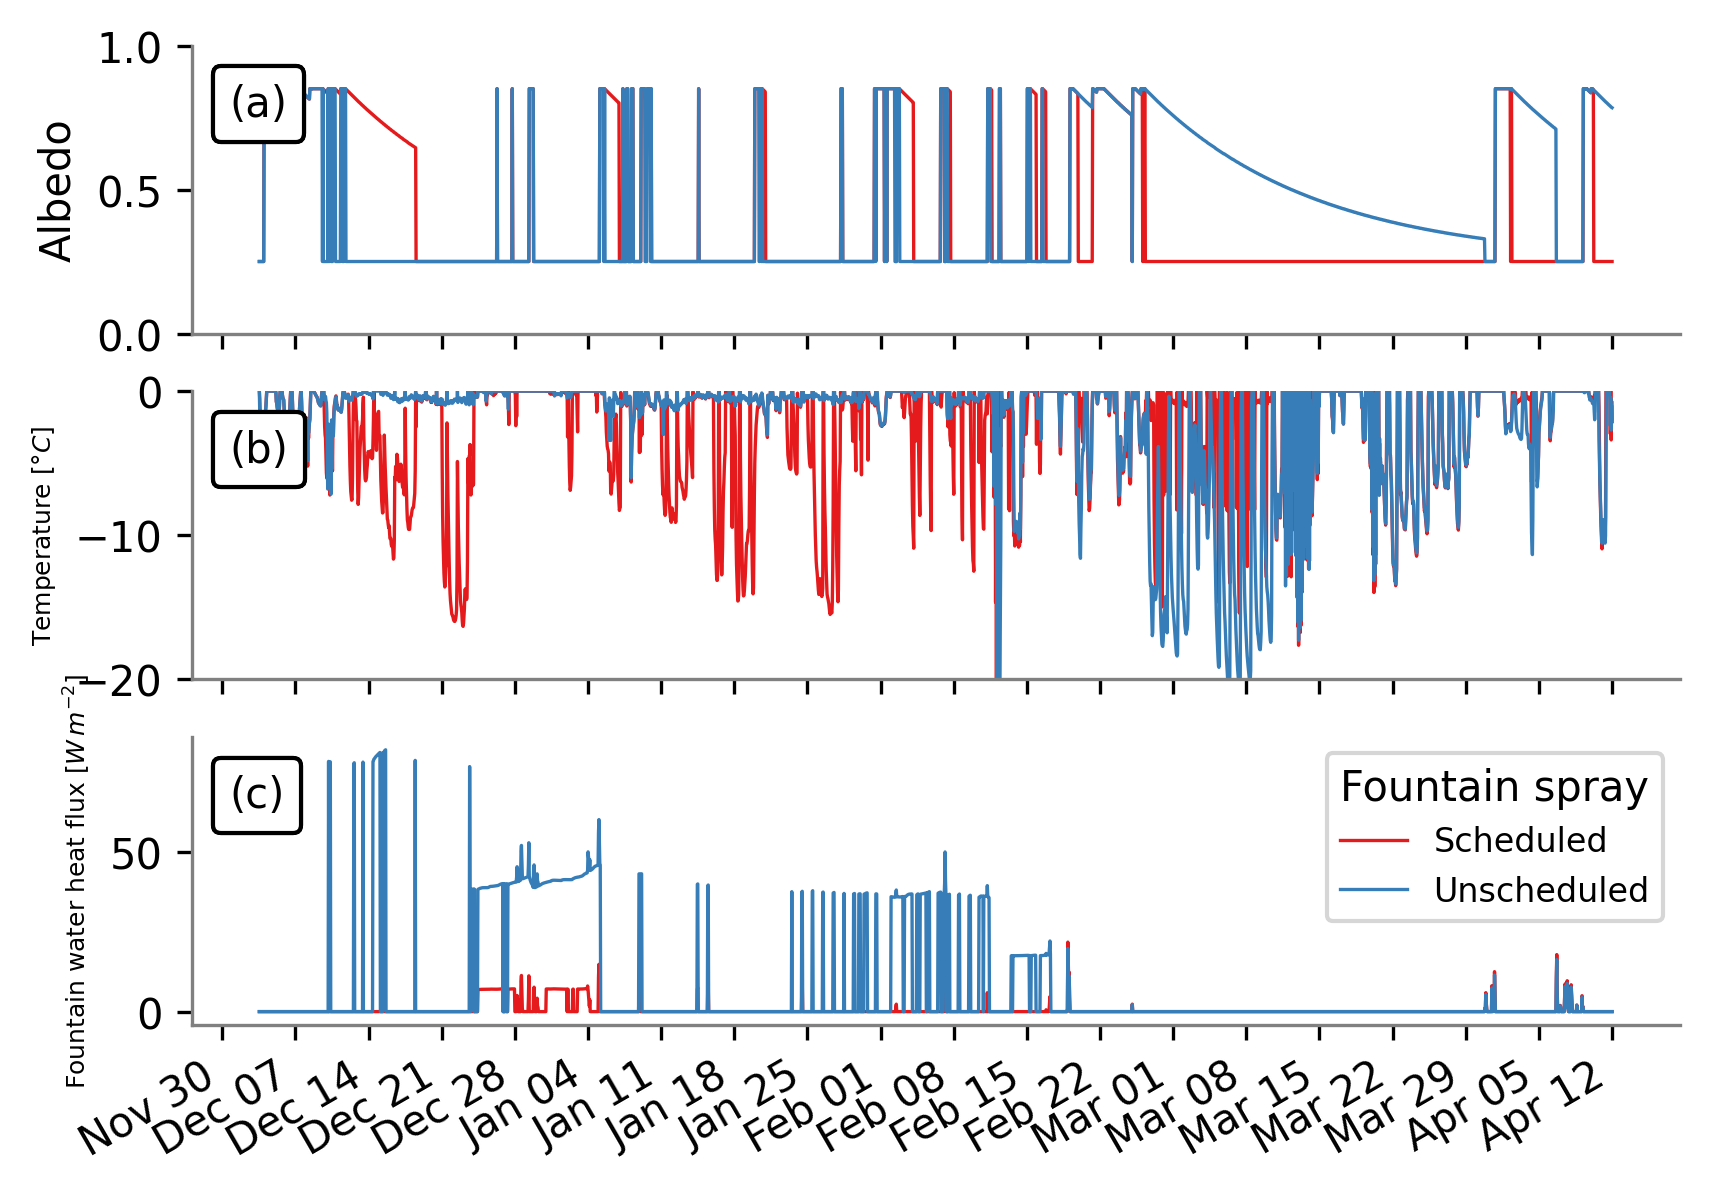 1.0
(a)
Albedo
0.5
0.0
0
(b)
Temperature [°C]
−10
−20
Fountain water heat flux [W m⁻²]
(c)
50
0
Fountain spray
Scheduled
Unscheduled
Nov 30
Dec 07
Dec 14
Dec 21
Dec 28
Jan 04
Jan 11
Jan 18
Jan 25
Feb 01
Feb 08
Feb 15
Feb 22
Mar 01
Mar 08
Mar 15
Mar 22
Mar 29
Apr 05
Apr 12